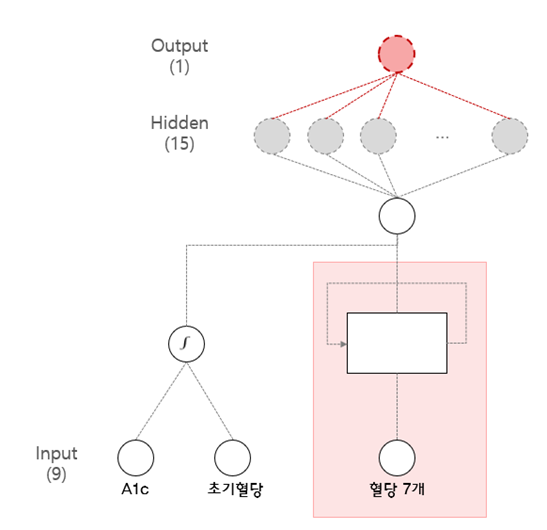 Output
(1)
Hidden
(15)
...
∫
Input
(9)
A1c
초기혈당
혈당 7개